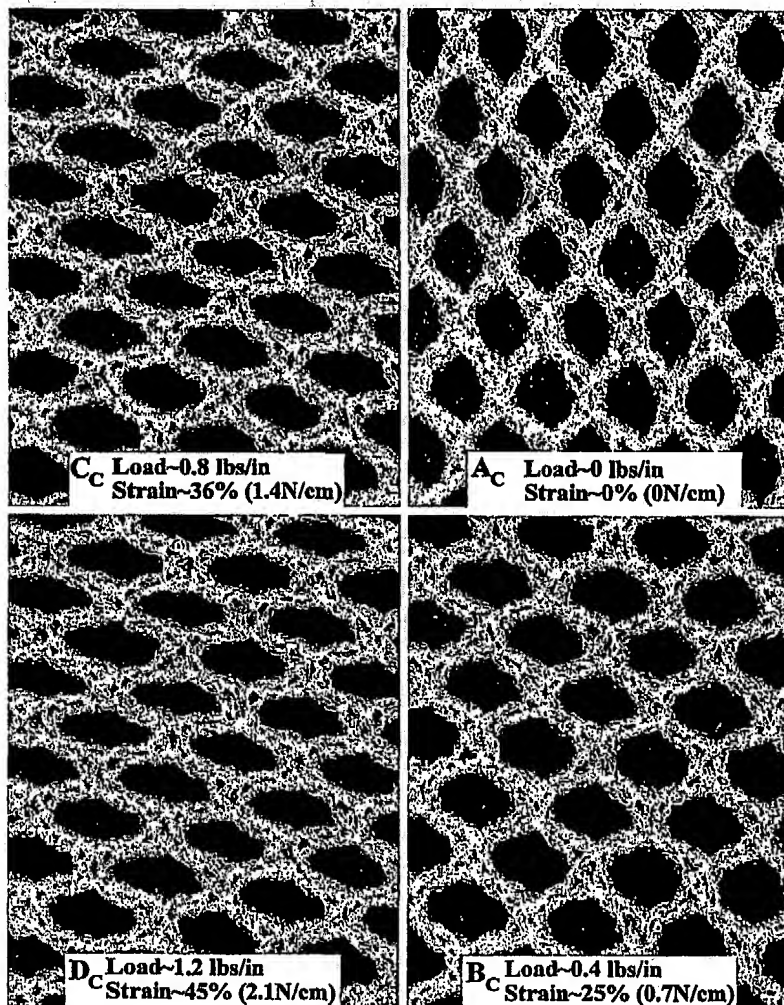 C_C Load~0.8 lbs/in
Strain~36% (1.4N/cm)
A_C Load~0 lbs/in
Strain~0% (0N/cm)
D_C Load~1.2 lbs/in
Strain~45% (2.1N/cm)
B_C Load~0.4 lbs/in
Strain~25% (0.7N/cm)